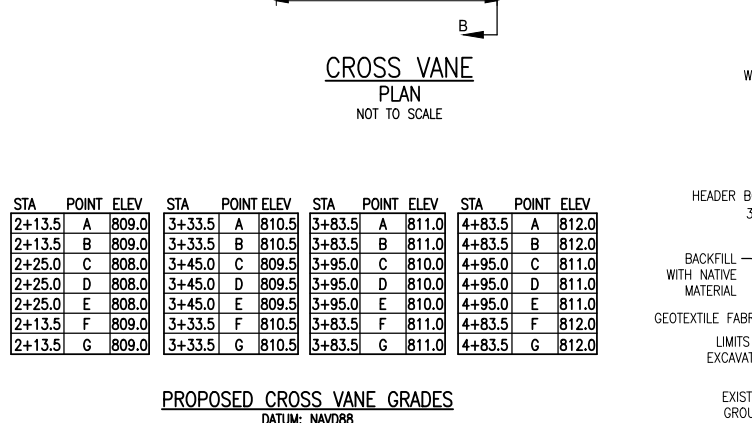 B
CROSS VANE
PLAN
NOT TO SCALE
STA POINT ELEV STA POINT ELEV STA POINT ELEV STA POINT ELEV
2+13.5 A 809.0 3+33.5 A 810.5 3+83.5 A 811.0 4+83.5 A 812.0
2+13.5 B 809.0 3+33.5 B 810.5 3+83.5 B 811.0 4+83.5 B 812.0
2+25.0 C 808.0 3+45.0 C 809.5 3+95.0 C 810.0 4+95.0 C 811.0
2+25.0 D 808.0 3+45.0 D 809.5 3+95.0 D 810.0 4+95.0 D 811.0
2+25.0 E 808.0 3+45.0 E 809.5 3+95.0 E 810.0 4+95.0 E 811.0
2+13.5 F 809.0 3+33.5 F 810.5 3+83.5 F 811.0 4+83.5 F 812.0
2+13.5 G 809.0 3+33.5 G 810.5 3+83.5 G 811.0 4+83.5 G 812.0
PROPOSED CROSS VANE GRADES
DATUM: NAVD88
W
HEADER B
3
BACKFILL
WITH NATIVE
MATERIAL
GEOTEXTILE FABR
LIMITS
EXCAVAT
EXIST
GROU